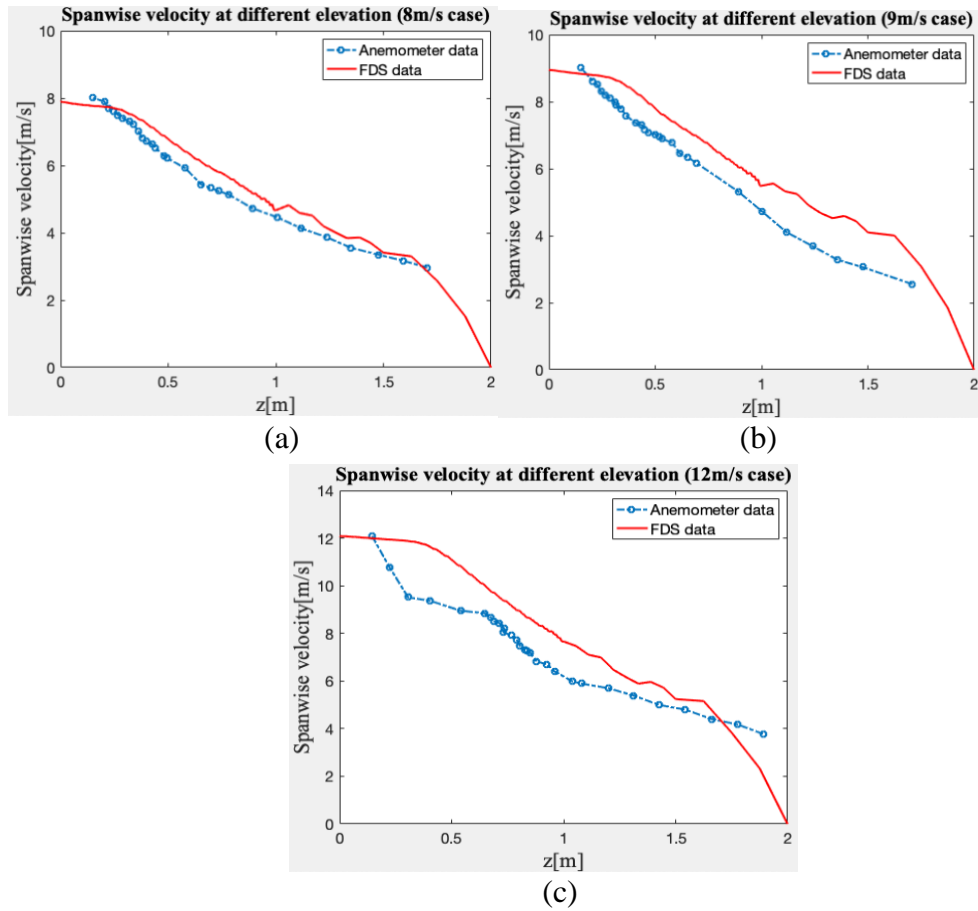 Spanwise velocity at different elevation (8m/s case)
Anemometer data
FDS data
Spanwise velocity[m/s]
10
8
6
4
2
0
0 0.5 1 1.5 2
z[m]
(a)
Spanwise velocity at different elevation (9m/s case)
Anemometer data
FDS data
Spanwise velocity[m/s]
10
8
6
4
2
0
0 0.5 1 1.5 2
z[m]
(b)
Spanwise velocity at different elevation (12m/s case)
Anemometer data
FDS data
Spanwise velocity[m/s]
14
12
10
8
6
4
2
0
0 0.5 1 1.5 2
z[m]
(c)